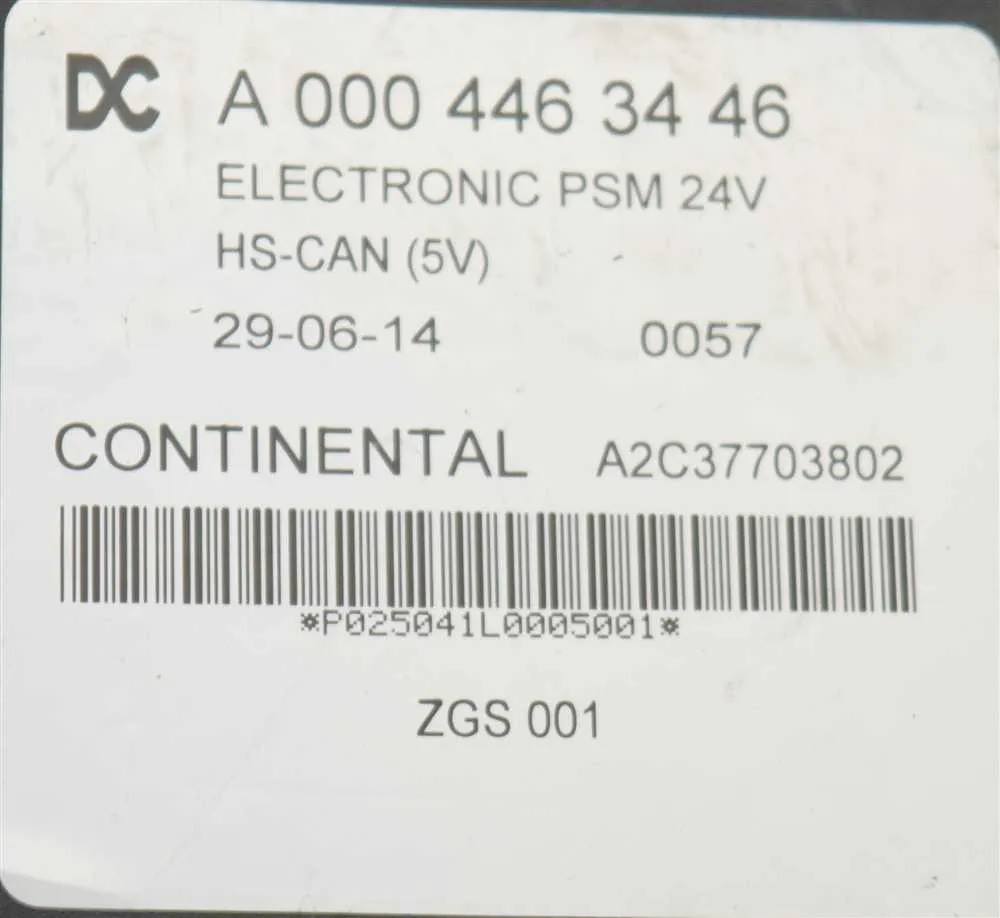 DC A 000 446 34 46
ELECTRONIC PSM 24V
HS-CAN (5V)
29-06-14 0057
CONTINENTAL A2C37703802
*P025041L0005001*
ZGS 001